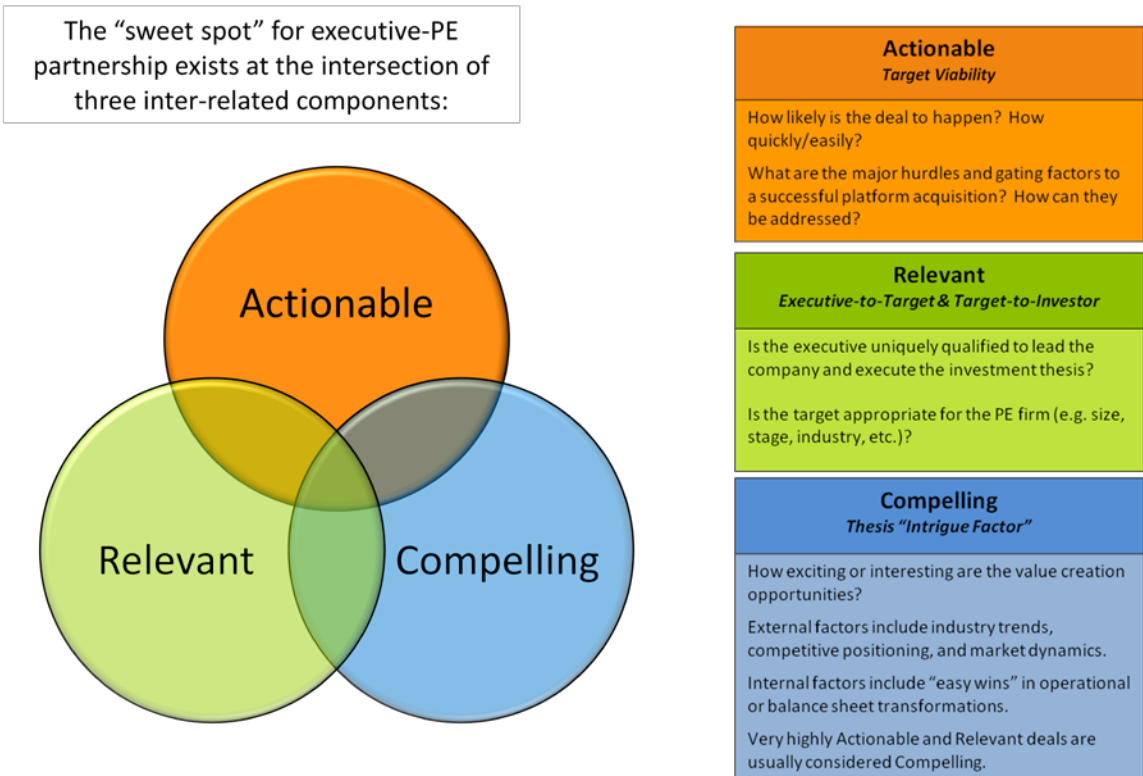 The “sweet spot” for executive-PE
partnership exists at the intersection of
three inter-related components:
Actionable
Relevant
Compelling
Actionable
Target Viability
How likely is the deal to happen?  How
quickly/easily?
What are the major hurdles and gating factors to
a successful platform acquisition?  How can they
be addressed?
Relevant
Executive-to-Target & Target-to-Investor
Is the executive uniquely qualified to lead the
company and execute the investment thesis?
Is the target appropriate for the PE firm (e.g. size,
stage, industry, etc.)?
Compelling
Thesis “Intrigue Factor”
How exciting or interesting are the value creation
opportunities?
External factors include industry trends,
competitive positioning, and market dynamics.
Internal factors include “easy wins” in operational
or balance sheet transformations.
Very highly Actionable and Relevant deals are
usually considered Compelling.